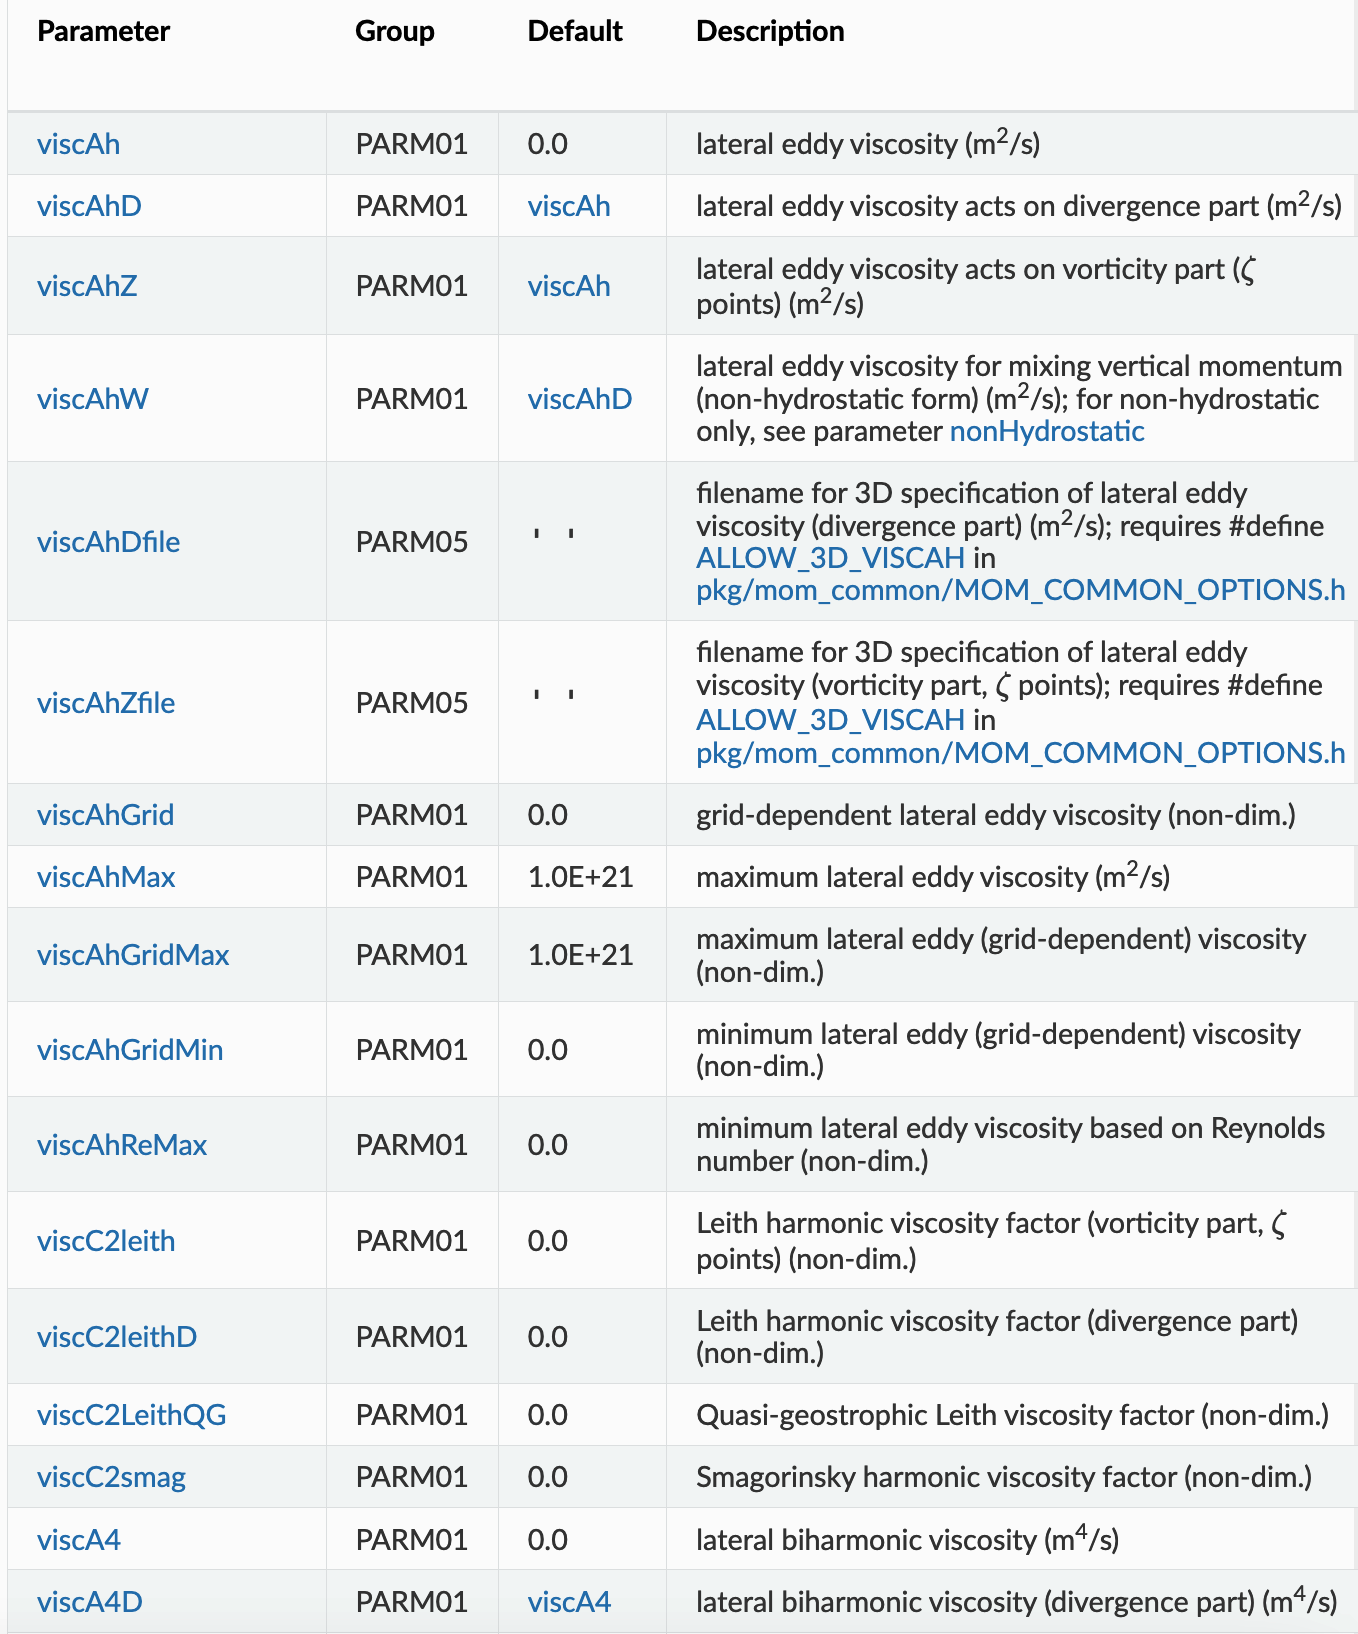 Parameter Group Default Description
viscAh PARM01 0.0 lateral eddy viscosity (m²/s)
viscAhD PARM01 viscAh lateral eddy viscosity acts on divergence part (m²/s)
viscAhZ PARM01 viscAh lateral eddy viscosity acts on vorticity part (ζ
points) (m²/s)
viscAhW PARM01 viscAhD lateral eddy viscosity for mixing vertical momentum
(non-hydrostatic form) (m²/s); for non-hydrostatic
only, see parameter nonHydrostatic
viscAhDfile PARM05 ' ' filename for 3D specification of lateral eddy
viscosity (divergence part) (m²/s); requires #define
ALLOW_3D_VISCAH in
pkg/mom_common/MOM_COMMON_OPTIONS.h
viscAhZfile PARM05 ' ' filename for 3D specification of lateral eddy
viscosity (vorticity part, ζ points); requires #define
ALLOW_3D_VISCAH in
pkg/mom_common/MOM_COMMON_OPTIONS.h
viscAhGrid PARM01 0.0 grid-dependent lateral eddy viscosity (non-dim.)
viscAhMax PARM01 1.0E+21 maximum lateral eddy viscosity (m²/s)
viscAhGridMax PARM01 1.0E+21 maximum lateral eddy (grid-dependent) viscosity
(non-dim.)
viscAhGridMin PARM01 0.0 minimum lateral eddy (grid-dependent) viscosity
(non-dim.)
viscAhReMax PARM01 0.0 minimum lateral eddy viscosity based on Reynolds
number (non-dim.)
viscC2leith PARM01 0.0 Leith harmonic viscosity factor (vorticity part, ζ
points) (non-dim.)
viscC2leithD PARM01 0.0 Leith harmonic viscosity factor (divergence part)
(non-dim.)
viscC2LeithQG PARM01 0.0 Quasi-geostrophic Leith viscosity factor (non-dim.)
viscC2smag PARM01 0.0 Smagorinsky harmonic viscosity factor (non-dim.)
viscA4 PARM01 0.0 lateral biharmonic viscosity (m⁴/s)
viscA4D PARM01 viscA4 lateral biharmonic viscosity (divergence part) (m⁴/s)